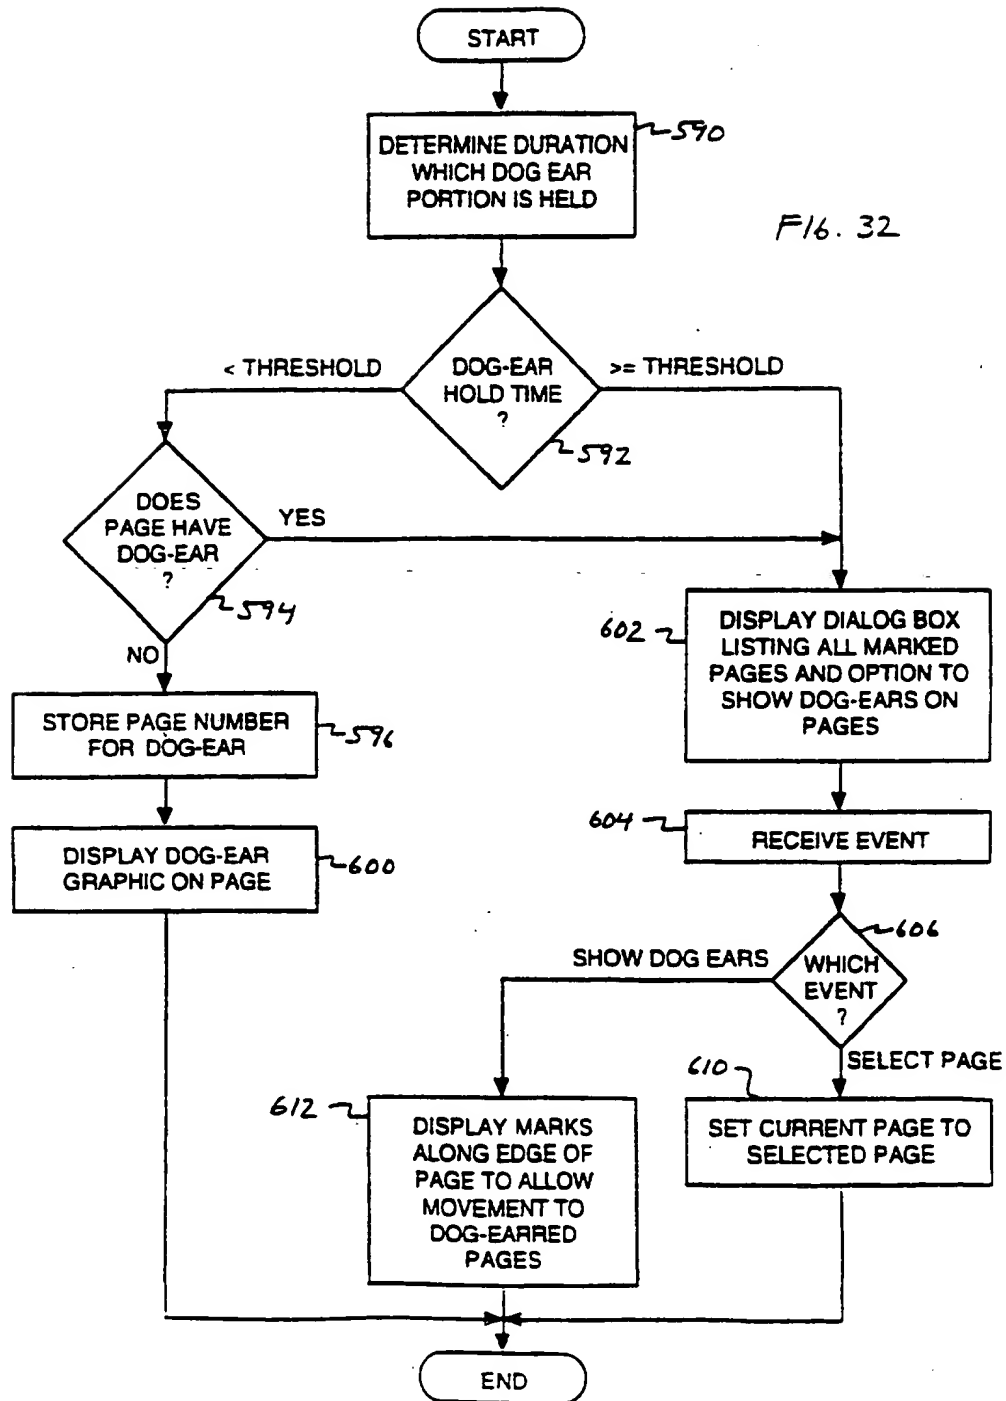 START
DETERMINE DURATION
WHICH DOG EAR
PORTION IS HELD
590
FIG. 32
< THRESHOLD
DOG-EAR
HOLD TIME
?
>= THRESHOLD
592
DOES
PAGE HAVE
DOG-EAR
?
YES
594
NO
602
DISPLAY DIALOG BOX
LISTING ALL MARKED
PAGES AND OPTION TO
SHOW DOG-EARS ON
PAGES
STORE PAGE NUMBER
FOR DOG-EAR
596
604
RECEIVE EVENT
DISPLAY DOG-EAR
GRAPHIC ON PAGE
600
606
SHOW DOG EARS
WHICH
EVENT
?
SELECT PAGE
610
612
DISPLAY MARKS
ALONG EDGE OF
PAGE TO ALLOW
MOVEMENT TO
DOG-EARRED
PAGES
SET CURRENT PAGE TO
SELECTED PAGE
END